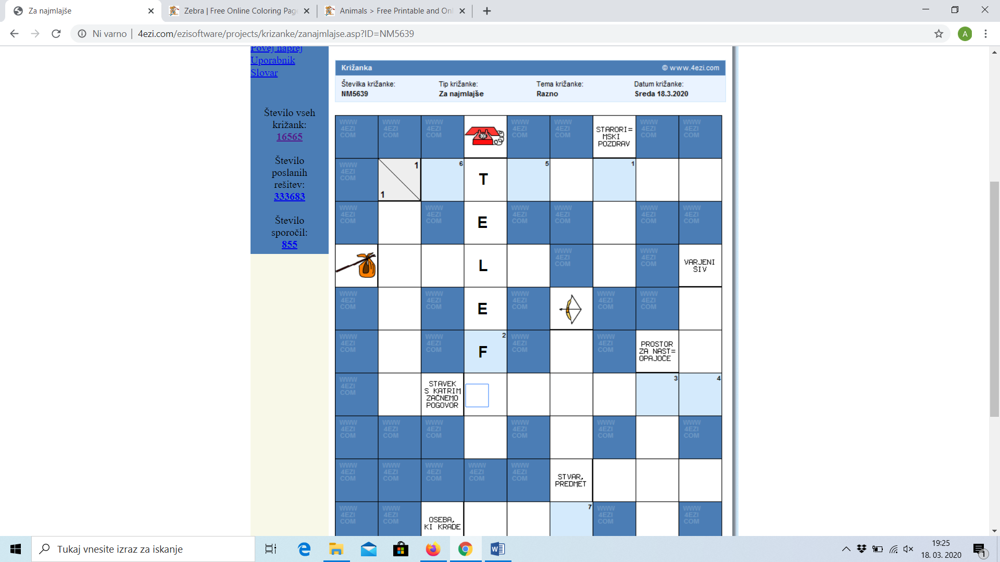 Za najmlajše
Zebra | Free Online Coloring Pag
Animals > Free Printable and Onl
Ni varno | 4ezi.com/ezisoftware/projects/krizanke/zanajmlajse.asp?ID=NM5639
A
Povej naprej
Uporabnik
Slovar
Število vseh
križank:
16565
Število
poslanih
rešitev:
333683
Število
sporočil:
855
Križanka
© www.4ezi.com
Številka križanke:
NM5639
Tip križanke:
Za najmlajše
Tema križanke:
Razno
Datum križanke:
Sreda 18.3.2020
WWW
4EZI
COM
WWW
4EZI
COM
WWW
4EZI
COM
WWW
4EZI
COM
WWW
4EZI
COM
STARORI=
MSKI
POZDRAV
WWW
4EZI
COM
WWW
4EZI
COM
WWW
4EZI
COM
1
1
6
T
5
1
WWW
4EZI
COM
WWW
4EZI
COM
E
WWW
4EZI
COM
WWW
4EZI
COM
WWW
4EZI
COM
WWW
4EZI
COM
L
WWW
4EZI
COM
WWW
4EZI
COM
VARJENI
ŠIV
WWW
4EZI
COM
WWW
4EZI
COM
E
WWW
4EZI
COM
WWW
4EZI
COM
WWW
4EZI
COM
WWW
4EZI
COM
WWW
4EZI
COM
2
F
WWW
4EZI
COM
WWW
4EZI
COM
PROSTOR
ZA NAST=
OPAJOČE
WWW
4EZI
COM
STAVEK
S KATRIM
ZAČNEMO
POGOVOR
3
4
WWW
4EZI
COM
WWW
4EZI
COM
WWW
4EZI
COM
WWW
4EZI
COM
WWW
4EZI
COM
WWW
4EZI
COM
WWW
4EZI
COM
WWW
4EZI
COM
WWW
4EZI
COM
WWW
4EZI
COM
WWW
4EZI
COM
STVAR,
PREDMET
WWW
4EZI
COM
WWW
4EZI
COM
OSEBA,
KI KRADE
7
WWW
4EZI
COM
WWW
4EZI
COM
Tukaj vnesite izraz za iskanje
19:25
18. 03. 2020
1